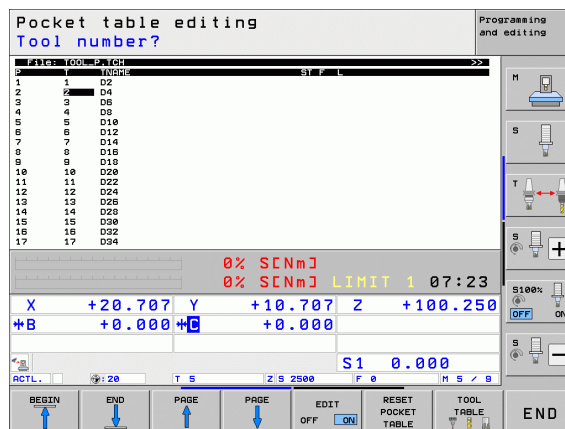 Pocket table editing
Tool number?
Programming
and editing
File: TOOL_P.TCH >>
P T TNAME ST F L
1 1 D2
2 2 D4
3 3 D6
4 4 D8
5 5 D10
6 6 D12
7 7 D14
8 8 D16
9 9 D18
10 10 D20
11 11 D22
12 12 D24
13 13 D26
14 14 D28
15 15 D30
16 16 D32
17 17 D34
0% S[Nm]
0% S[Nm] LIMIT 1 07:23
X +20.707 Y +10.707 Z +100.250
B +0.000 C +0.000
S1 0.000
ACTL. : 20 T 5 Z S 2500 F 0 M 5 / 9
M
S
T
S
+
S100%
OFF ON
S
–
BEGIN
END
PAGE
PAGE
EDIT
OFF ON
RESET
POCKET
TABLE
TOOL
TABLE
END